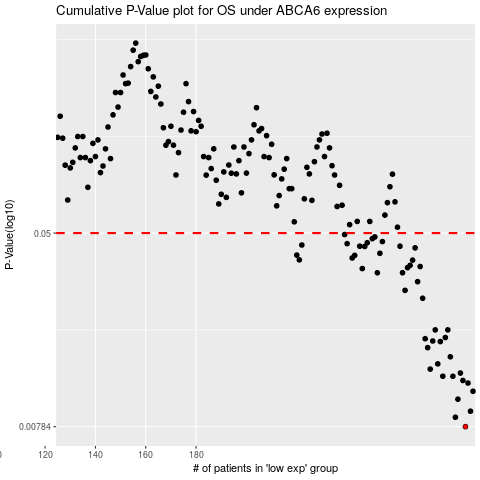 Cumulative P-Value plot for OS under ABCA6 expression
P-Value(log10)
0.05
0.00784
0
120
140
160
180
# of patients in 'low exp' group